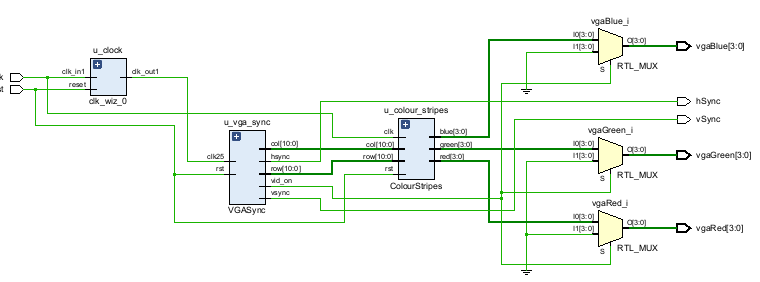 vgaBlue_i
I0[3:0]
I1[3:0]
O[3:0]
S
RTL_MUX
vgaBlue[3:0]
u_clock
k
st
clk_in1
reset
clk_out1
clk_wiz_0
hSync
vSync
u_colour_stripes
clk
col[10:0]
row[10:0]
rst
blue[3:0]
green[3:0]
red[3:0]
ColourStripes
u_vga_sync
clk25
rst
col[10:0]
hsync
row[10:0]
vid_on
vsync
VGASync
vgaGreen_i
I0[3:0]
I1[3:0]
O[3:0]
S
RTL_MUX
vgaGreen[3:0]
vgaRed_i
I0[3:0]
I1[3:0]
O[3:0]
S
RTL_MUX
vgaRed[3:0]